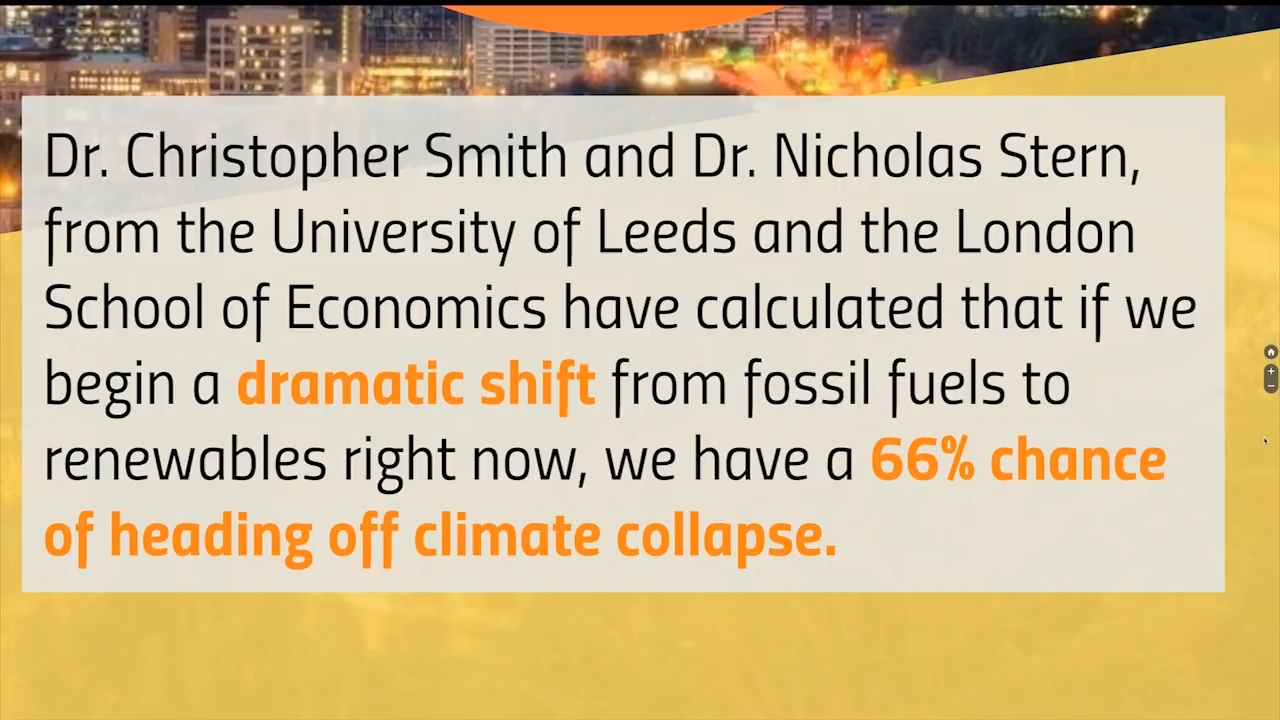 Dr. Christopher Smith and Dr. Nicholas Stern,
from the University of Leeds and the London
School of Economics have calculated that if we
begin a dramatic shift from fossil fuels to
renewables right now, we have a 66% chance
of heading off climate collapse.